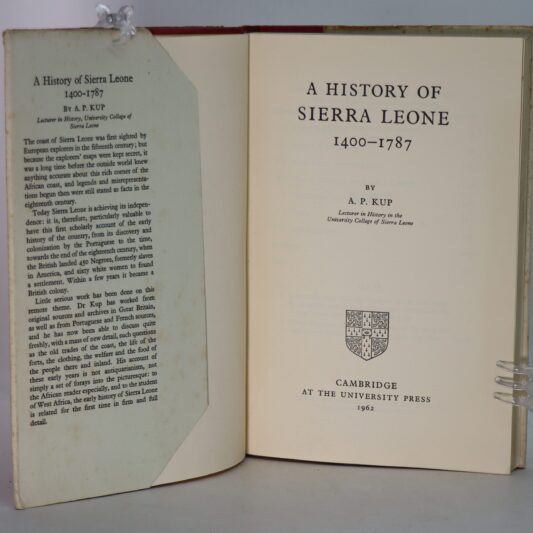 A History of Sierra Leone
1400-1787
By A. P. KUP
Lecturer in History, University College of
Sierra Leone
The coast of Sierra Leone was first sighted by
European explorers in the fifteenth century; but
because the explorers' maps were kept secret, it
was a long time before the outside world knew
anything accurate about this rich corner of the
African coast, and legends and misrepresenta-
tions begun then were still stated as facts in the
eighteenth century.
Today Sierra Leone is achieving its indepen-
dence: it is, therefore, particularly valuable to
have this first scholarly account of the early
history of the country, from its discovery and
colonization by the Portuguese to the time,
towards the end of the eighteenth century, when
the British landed 450 Negroes, formerly slaves
in America, and sixty white women to found
a settlement. Within a few years it became a
British colony.
Little serious work has been done on this
remote theme. Dr Kup has worked from
original sources and archives in Great Britain,
as well as from Portuguese and French sources,
and he has now been able to discuss quite
freshly, with a mass of new detail, such questions
as the old trades of the coast, the life of the
forts, the clothing, the welfare and the food of
the people there and inland. His account of
these early years is not antiquarianism, not
simply a set of forays into the picturesque: to
the African reader especially, and to the student
of West Africa, the early history of Sierra Leone
is related for the first time in firm and full
detail.
A HISTORY OF
SIERRA LEONE
1400–1787
BY
A. P. KUP
Lecturer in History in the
University College of Sierra Leone
CAMBRIDGE
AT THE UNIVERSITY PRESS
1962